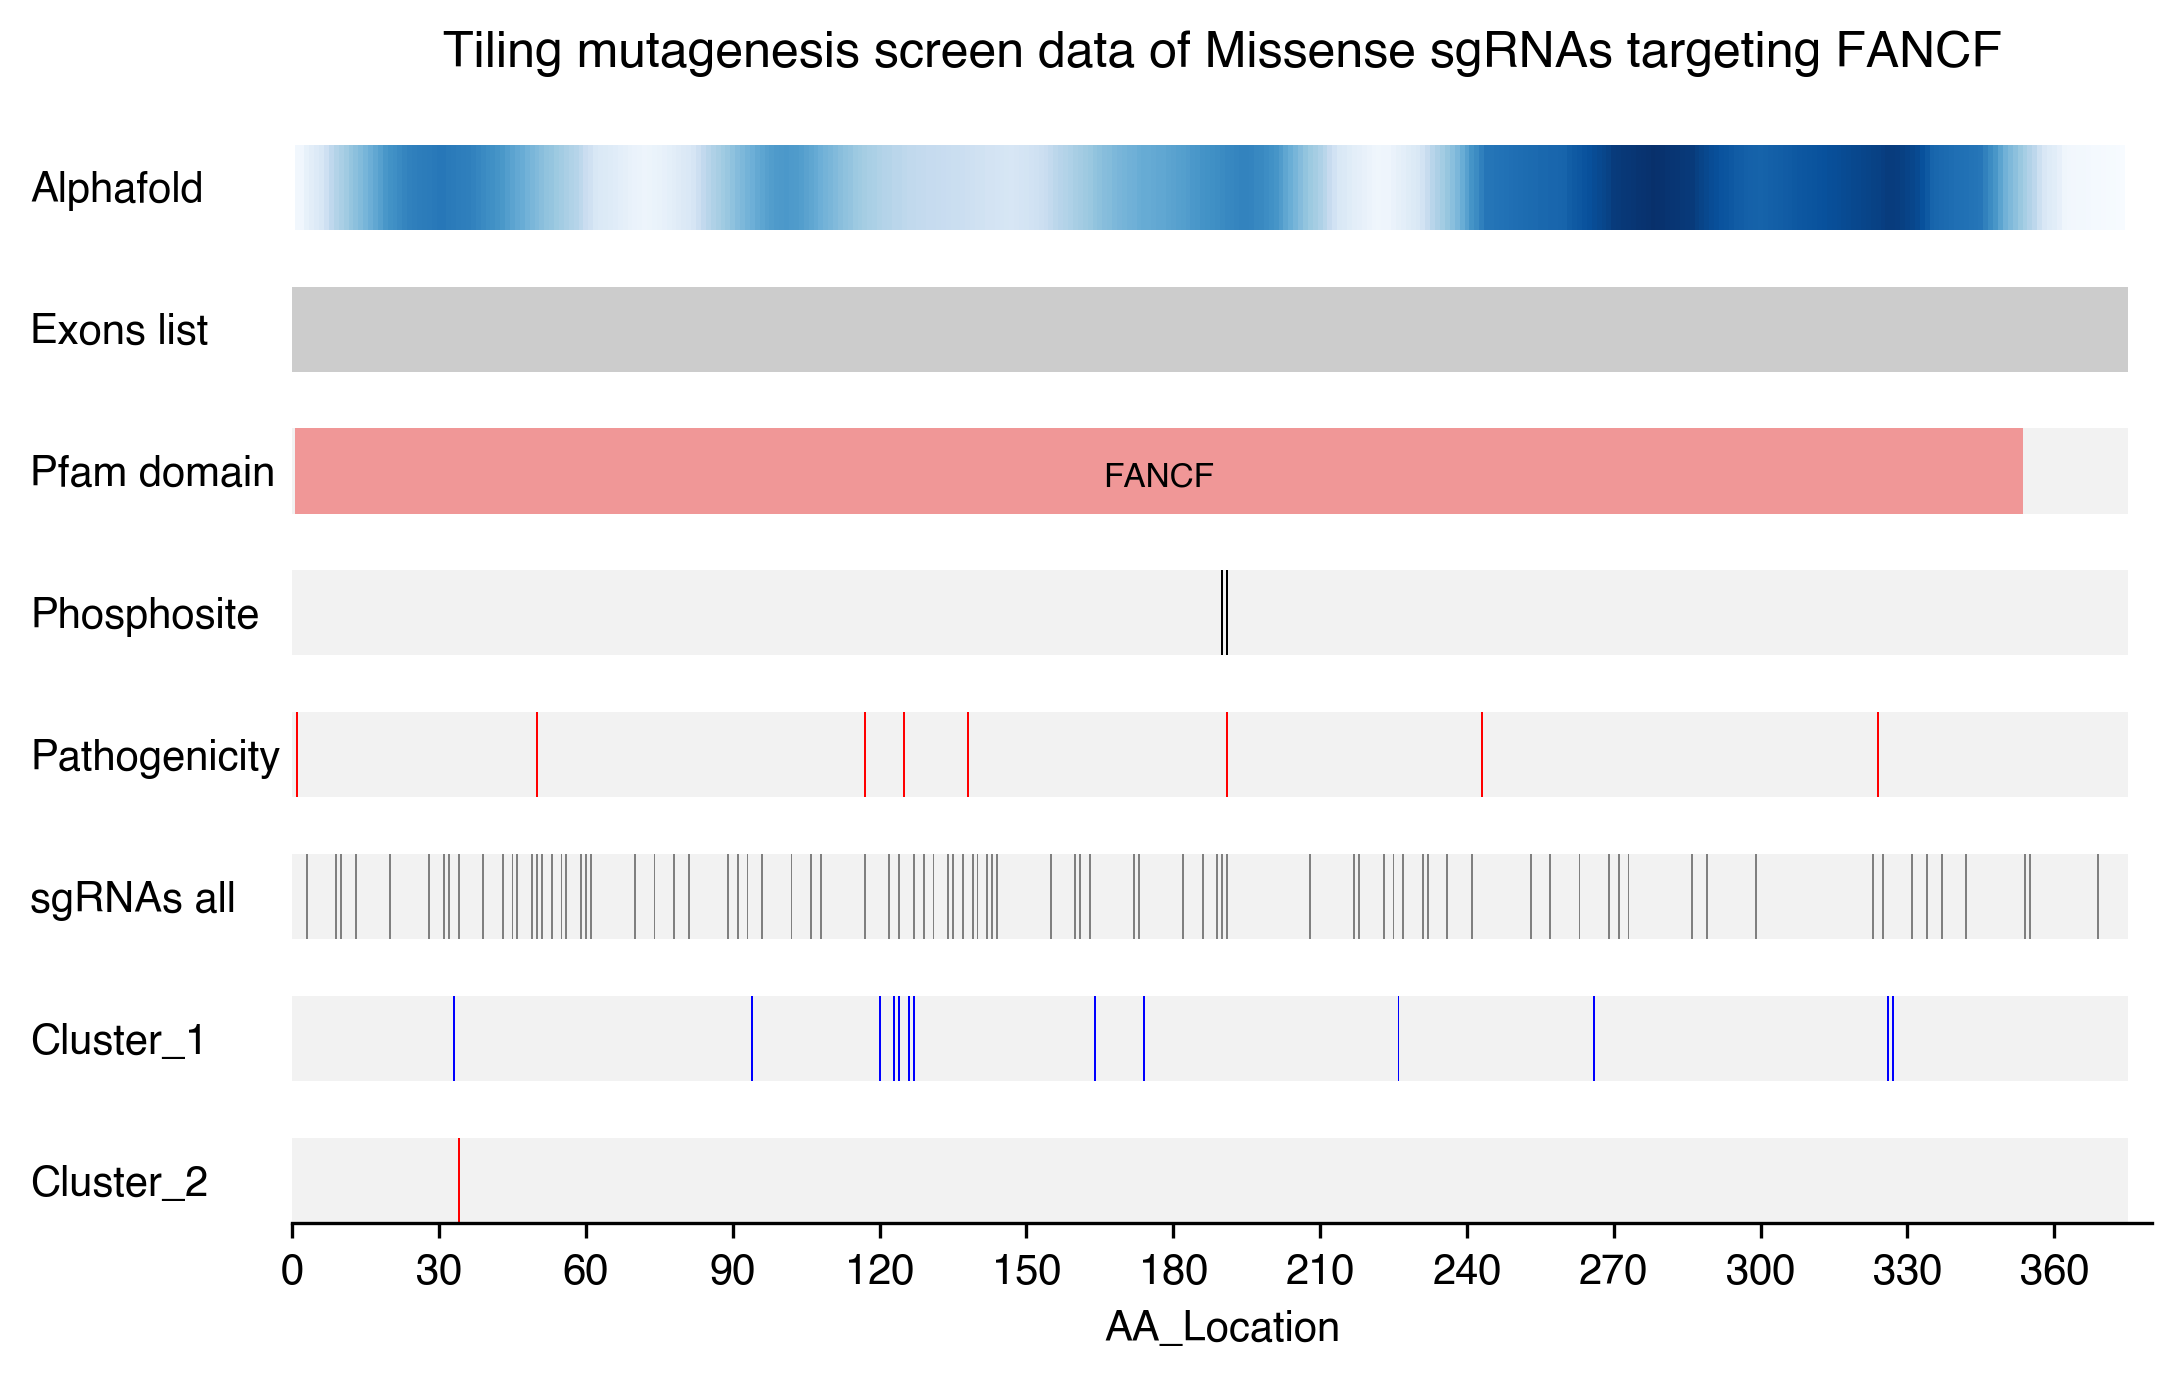 Tiling mutagenesis screen data of Missense sgRNAs targeting FANCF
Alphafold
Exons list
Pfam domain
FANCF
Phosphosite
Pathogenicity
sgRNAs all
Cluster_1
Cluster_2
0 30 60 90 120 150 180 210 240 270 300 330 360
AA_Location